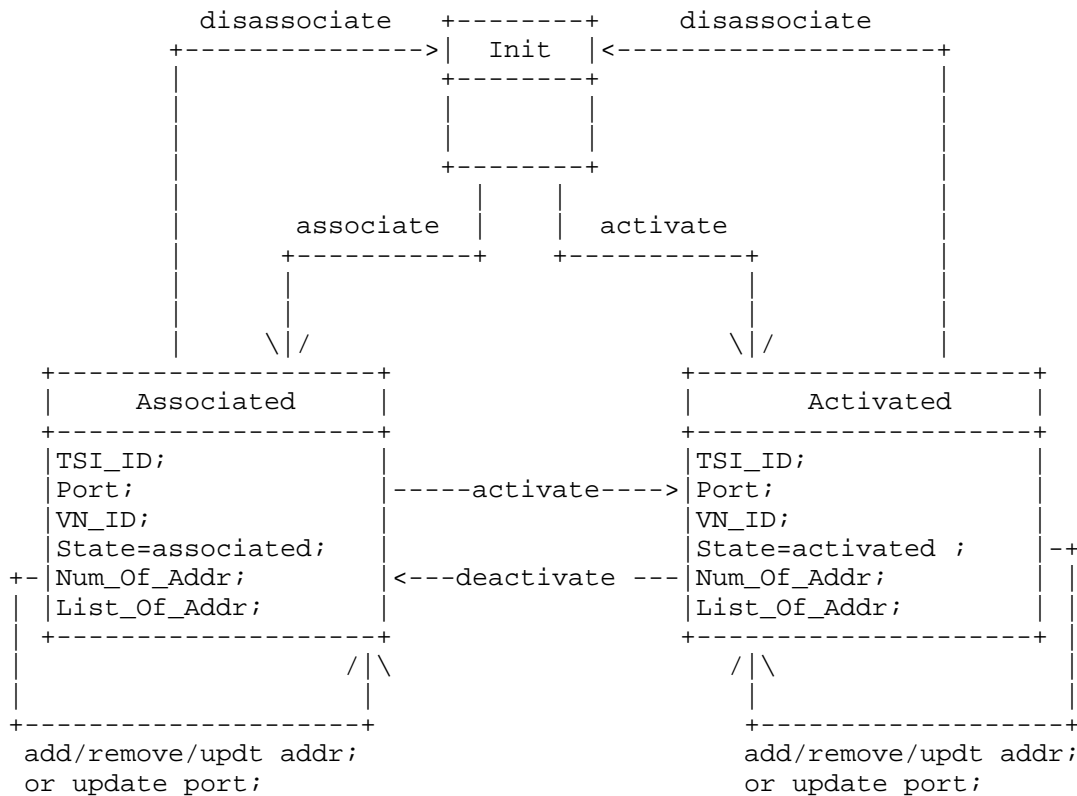 disassociate disassociate
Init
associate activate
Associated Activated
TSI_ID; TSI_ID;
Port; -----activate----> Port;
VN_ID; VN_ID;
State=associated; State=activated ;
Num_Of_Addr; <---deactivate --- Num_Of_Addr;
List_Of_Addr; List_Of_Addr;
add/remove/updt addr; add/remove/updt addr;
or update port; or update port;